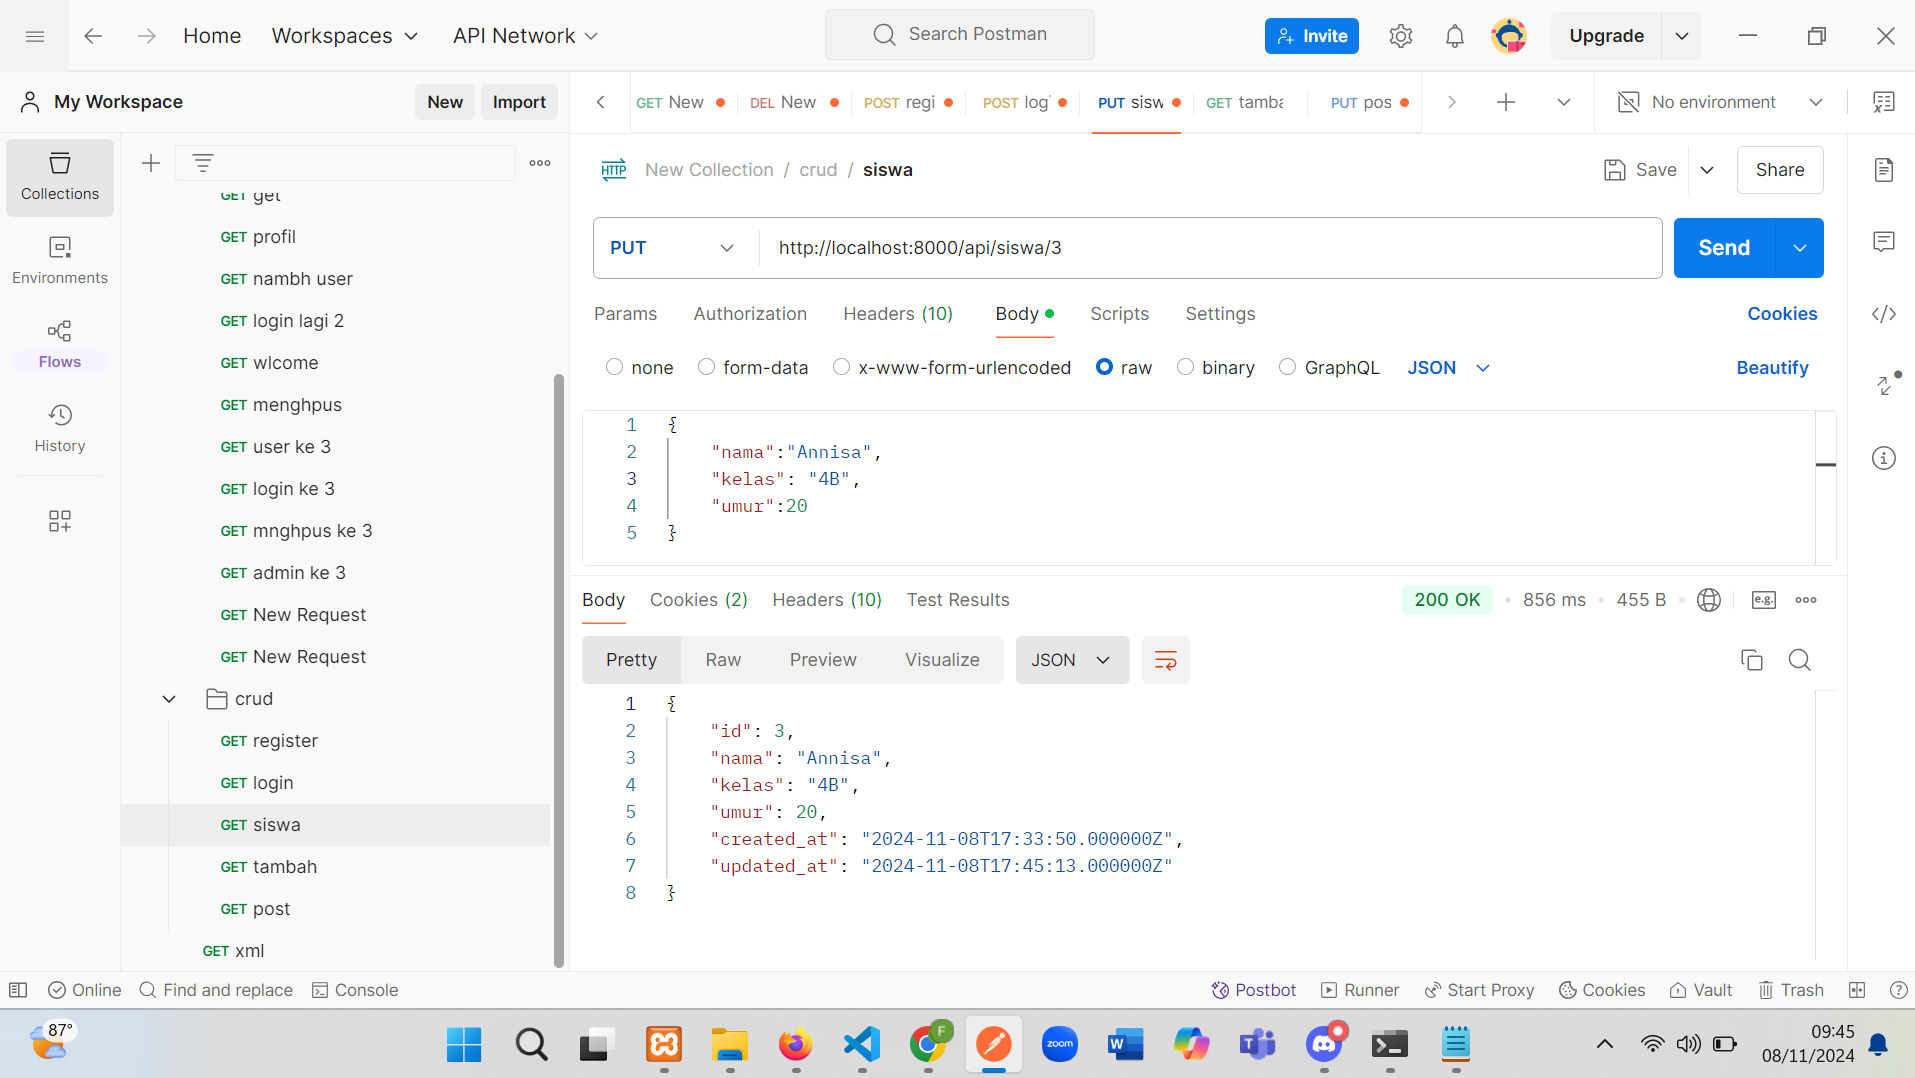 Home Workspaces API Network Search Postman Invite Upgrade
My Workspace New Import
GET New DEL New POST regi POST log PUT sisw GET tamba PUT pos No environment
Collections
Environments
Flows
History
GET get
GET profil
GET nambh user
GET login lagi 2
GET wlcome
GET menghpus
GET user ke 3
GET login ke 3
GET mnghpus ke 3
GET admin ke 3
GET New Request
GET New Request
crud
GET register
GET login
GET siswa
GET tambah
GET post
GET xml
HTTP New Collection / crud / siswa Save Share
PUT http://localhost:8000/api/siswa/3 Send
Params Authorization Headers (10) Body Scripts Settings Cookies
none form-data x-www-form-urlencoded raw binary GraphQL JSON Beautify
1 {
2 "nama":"Annisa",
3 "kelas": "4B",
4 "umur":20
5 }
Body Cookies (2) Headers (10) Test Results 200 OK 856 ms 455 B e.g.
Pretty Raw Preview Visualize JSON
1 {
2 "id": 3,
3 "nama": "Annisa",
4 "kelas": "4B",
5 "umur": 20,
6 "created_at": "2024-11-08T17:33:50.000000Z",
7 "updated_at": "2024-11-08T17:45:13.000000Z"
8 }
Online Find and replace Console Postbot Runner Start Proxy Cookies Vault Trash
87° F zoom W T 09:45
08/11/2024